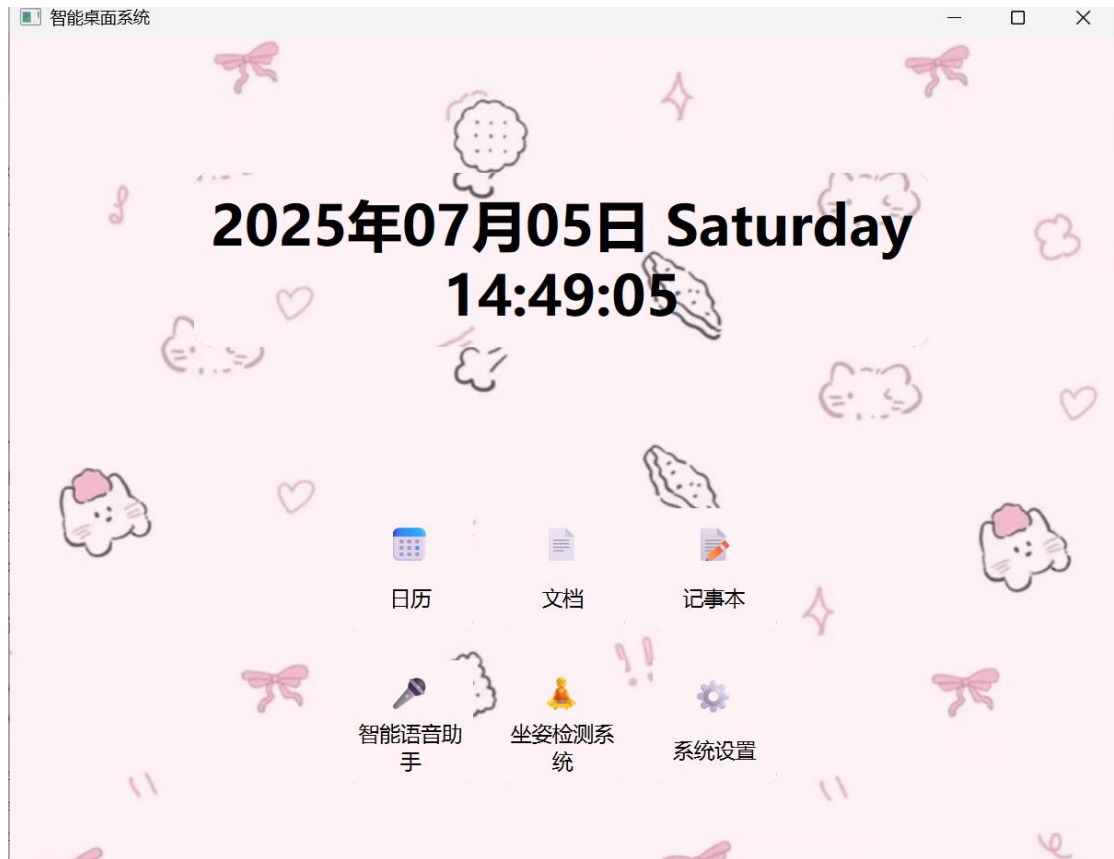 智能桌面系统
2025年07月05日 Saturday
14:49:05
日历
文档
记事本
智能语音助
手
坐姿检测系
统
系统设置